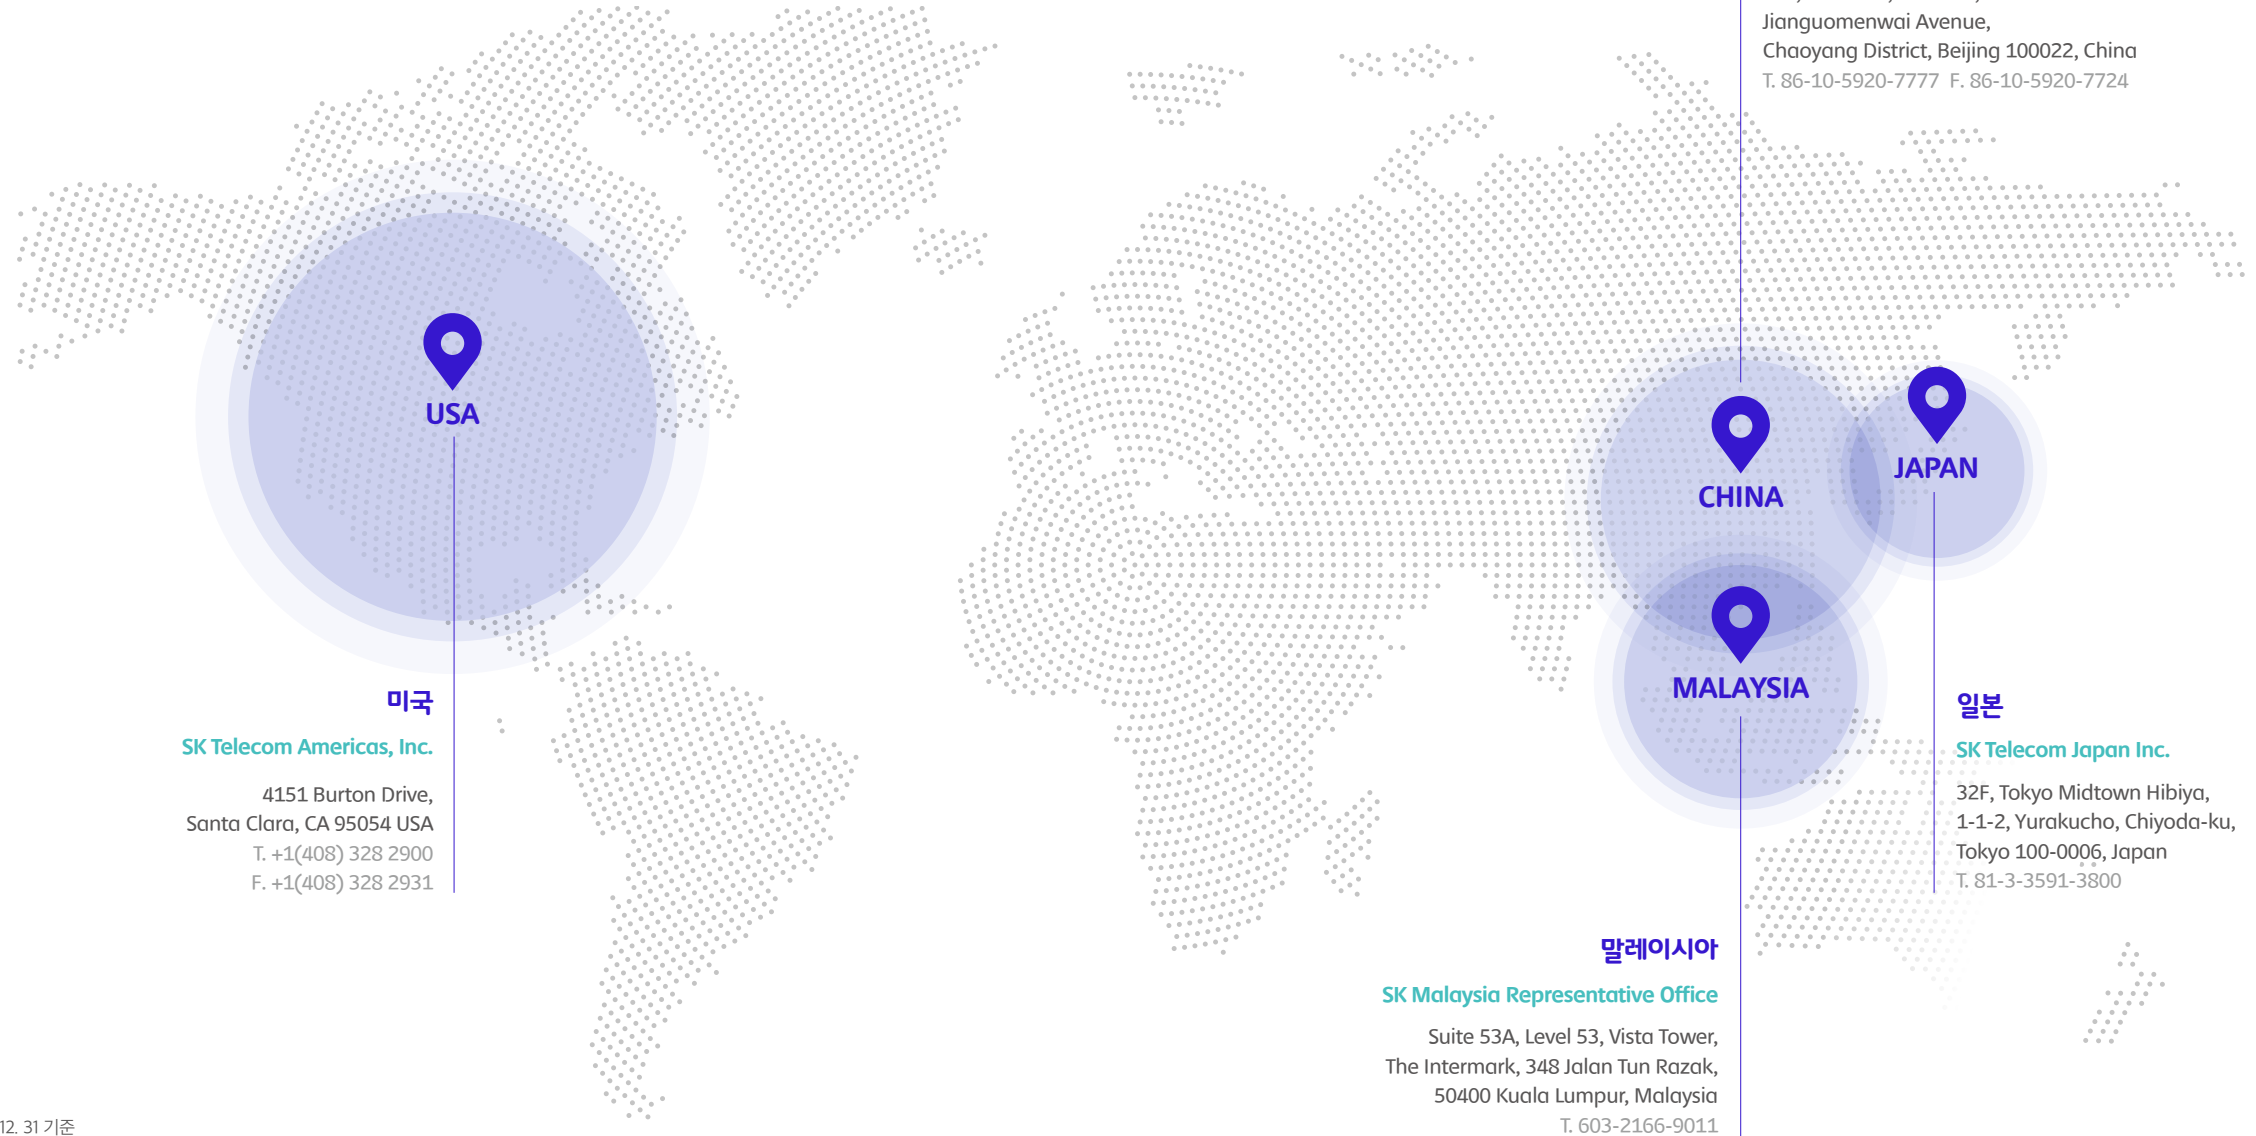 Jianguomenwai Avenue,
Chaoyang District, Beijing 100022, China
T. 86-10-5920-7777 F. 86-10-5920-7724
USA
CHINA
JAPAN
MALAYSIA
미국
SK Telecom Americas, Inc.
4151 Burton Drive,
Santa Clara, CA 95054 USA
T. +1(408) 328 2900
F. +1(408) 328 2931
일본
SK Telecom Japan Inc.
32F, Tokyo Midtown Hibiya,
1-1-2, Yurakucho, Chiyoda-ku,
Tokyo 100-0006, Japan
T. 81-3-3591-3800
말레이시아
SK Malaysia Representative Office
Suite 53A, Level 53, Vista Tower,
The Intermark, 348 Jalan Tun Razak,
50400 Kuala Lumpur, Malaysia
T. 603-2166-9011
12. 31 기준